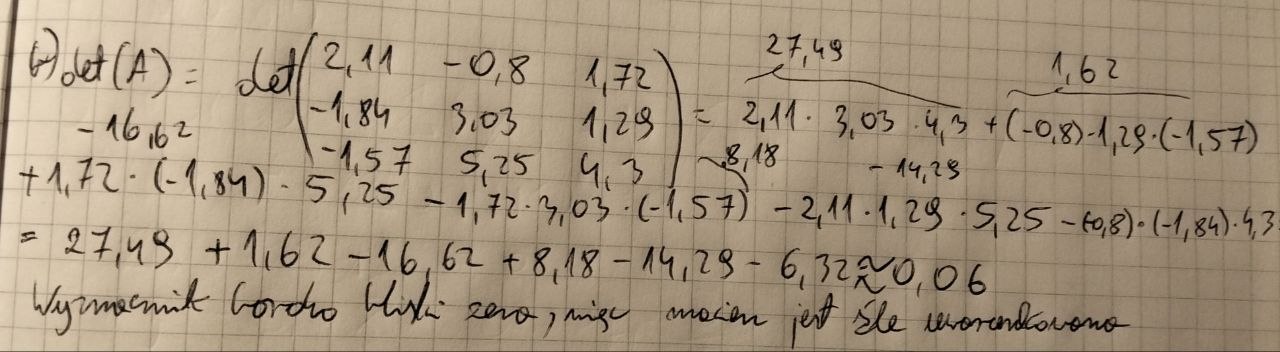 b) det(A) = det( 2,11 -0,8 1,72
-1,84 3,03 1,29
-1,57 5,25 4,3 ) = 2,11 · 3,03 · 4,3 + (-0,8)·1,29·(-1,57)
27,49 1,62
-16,62 -8,18 -14,29
+1,72 · (-1,84) · 5,25 - 1,72·3,03·(-1,57) - 2,11·1,29·5,25 - (-0,8)·(-1,84)·4,3
= 27,49 + 1,62 - 16,62 + 8,18 - 14,29 - 6,32 ≈ 0,06
Wyznacznik bardzo bliski zera, więc macierz jest źle uwarunkowana